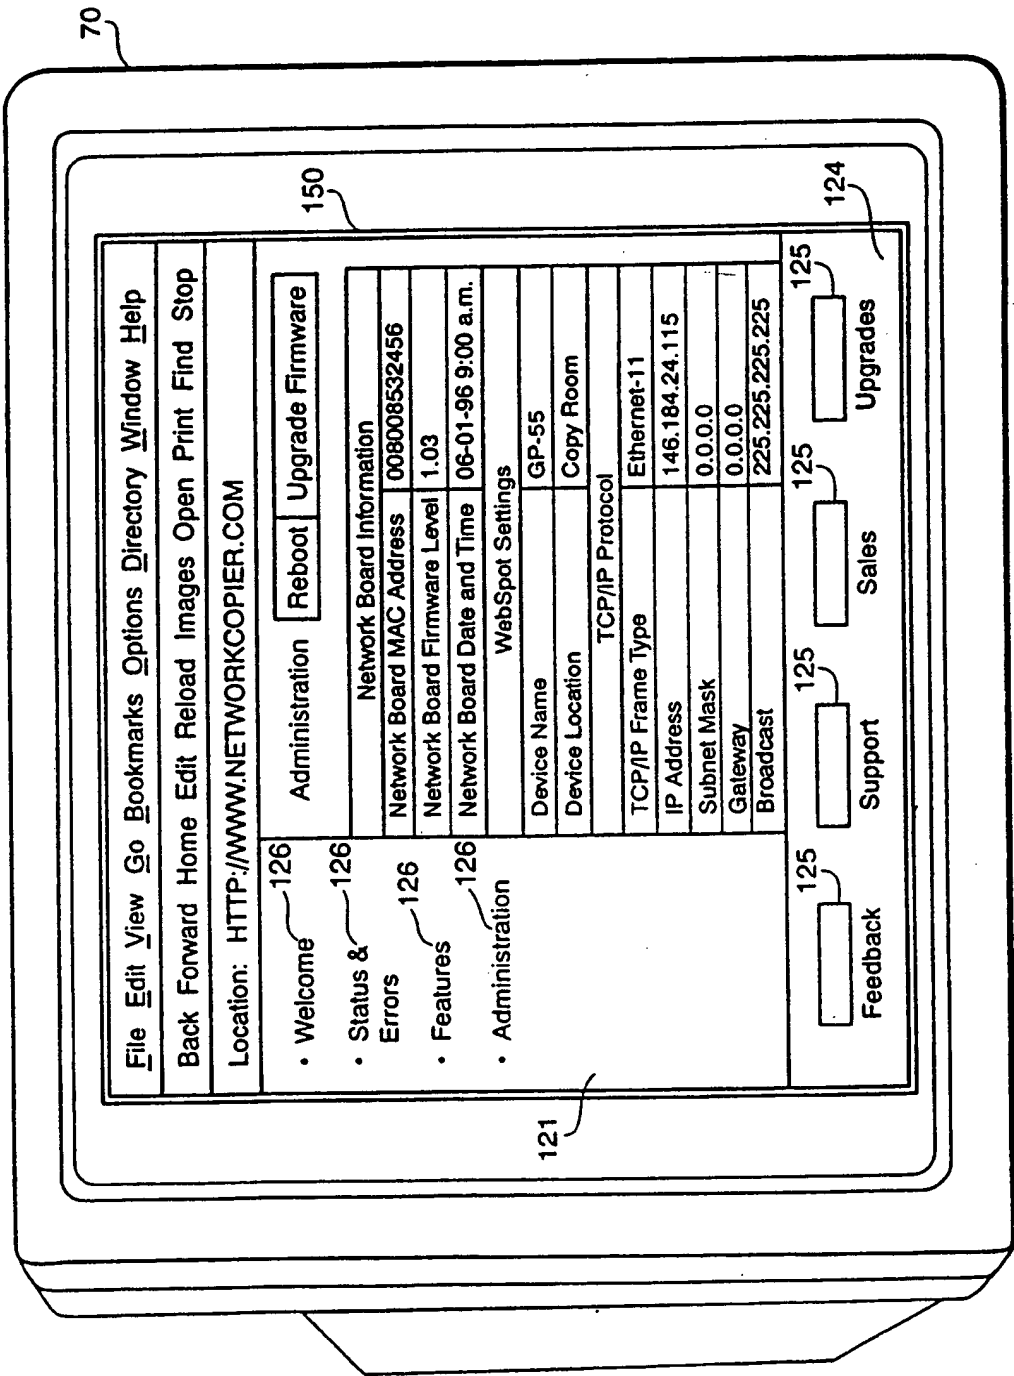 70
File Edit View Go Bookmarks Options Directory Window Help
Back Forward Home Edit Reload Images Open Print Find Stop
Location: HTTP://WWW.NETWORKCOPIER.COM
150
• Welcome 126
• Status & Errors 126
• Features 126
• Administration 126
121
Administration Reboot Upgrade Firmware
Network Board Information
Network Board MAC Address 008008532456
Network Board Firmware Level 1.03
Network Board Date and Time 06-01-96 9:00 a.m.
WebSpot Settings
Device Name GP-55
Device Location Copy Room
TCP/IP Protocol
TCP/IP Frame Type Ethernet-11
IP Address 146.184.24.115
Subnet Mask 0.0.0.0
Gateway 0.0.0.0
Broadcast 225.225.225.225
125 125 125 125
Feedback Support Sales Upgrades
124